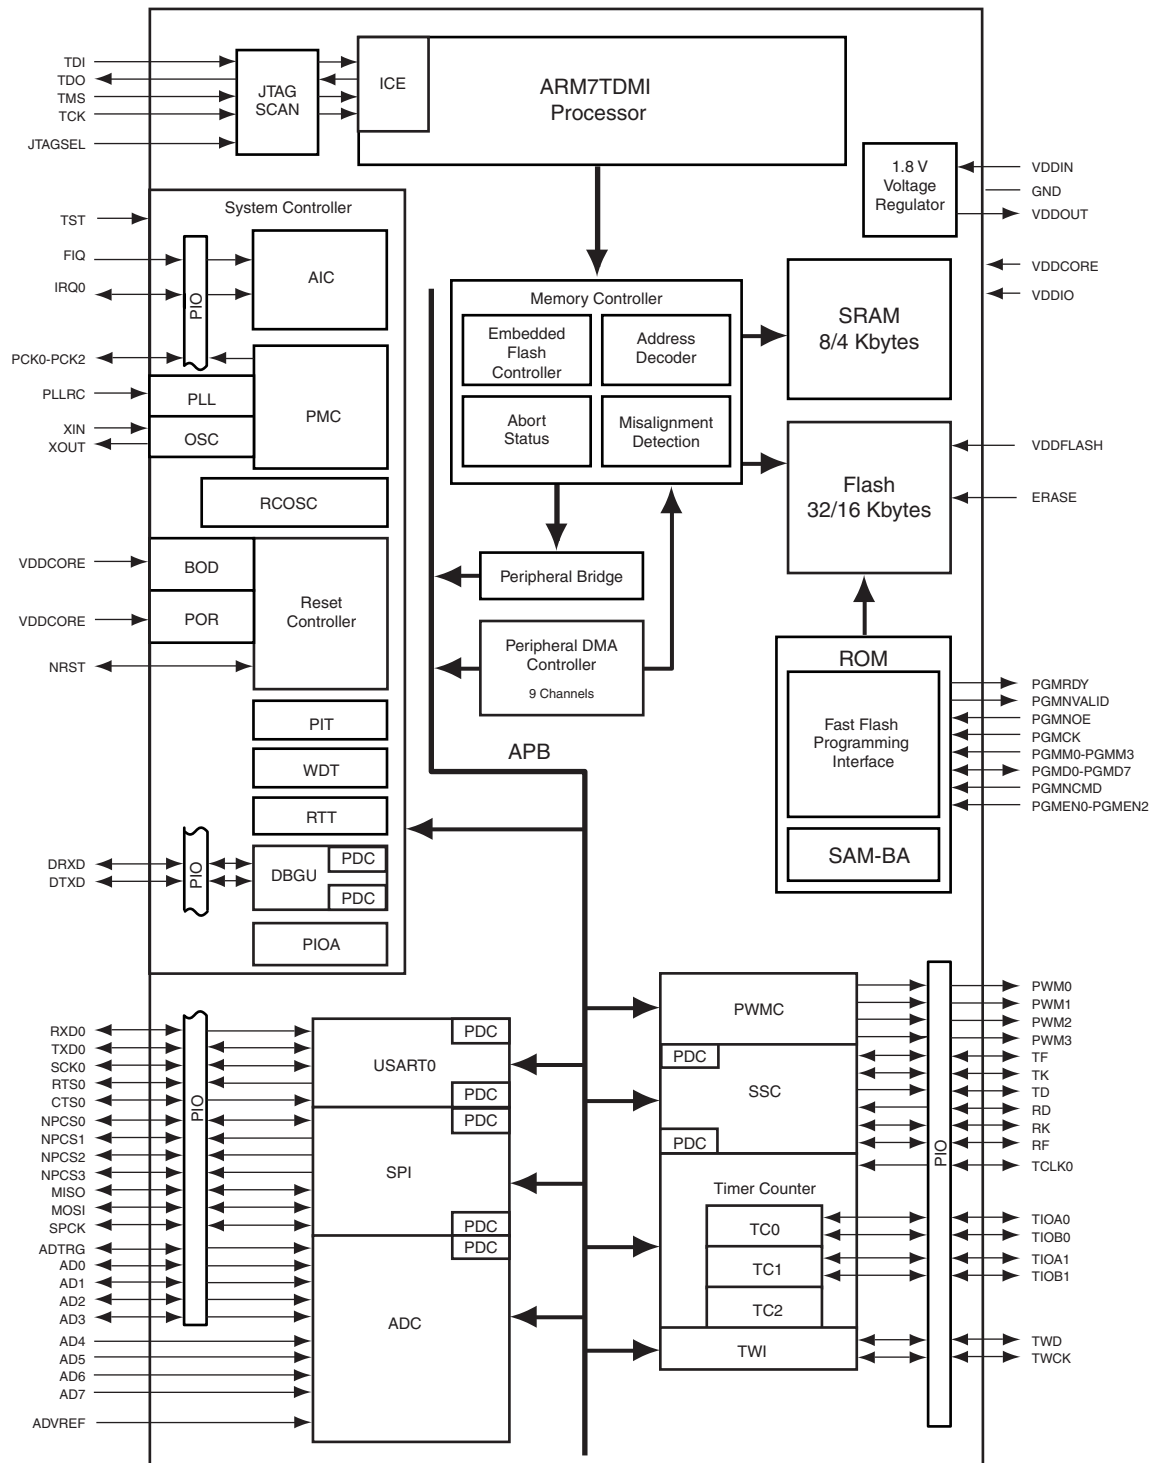 TDI
TDO
TMS
TCK
JTAGSEL
JTAG
SCAN
ICE
ARM7TDMI
Processor
1.8 V
Voltage
Regulator
VDDIN
GND
VDDOUT
VDDCORE
VDDIO
System Controller
TST
FIQ
IRQ0
PIO
AIC
PCK0-PCK2
PLLRC
PLL
XIN
XOUT
OSC
PMC
RCOSC
VDDCORE
BOD
VDDCORE
POR
NRST
Reset
Controller
PIT
WDT
RTT
DRXD
DTXD
PIO
DBGU
PDC
PDC
PIOA
Memory Controller
Embedded
Flash
Controller
Address
Decoder
Abort
Status
Misalignment
Detection
SRAM
8/4 Kbytes
Flash
32/16 Kbytes
VDDFLASH
ERASE
Peripheral Bridge
Peripheral DMA
Controller
9 Channels
APB
ROM
Fast Flash
Programming
Interface
SAM-BA
PGMRDY
PGMNVALID
PGMNOE
PGMCK
PGMM0-PGMM3
PGMD0-PGMD7
PGMNCMD
PGMEN0-PGMEN2
RXD0
TXD0
SCK0
RTS0
CTS0
NPCS0
NPCS1
NPCS2
NPCS3
MISO
MOSI
SPCK
ADTRG
AD0
AD1
AD2
AD3
AD4
AD5
AD6
AD7
ADVREF
PIO
PDC
USART0
PDC
PDC
SPI
PDC
PDC
ADC
PWMC
PDC
SSC
PDC
Timer Counter
TC0
TC1
TC2
TWI
PIO
PWM0
PWM1
PWM2
PWM3
TF
TK
TD
RD
RK
RF
TCLK0
TIOA0
TIOB0
TIOA1
TIOB1
TWD
TWCK